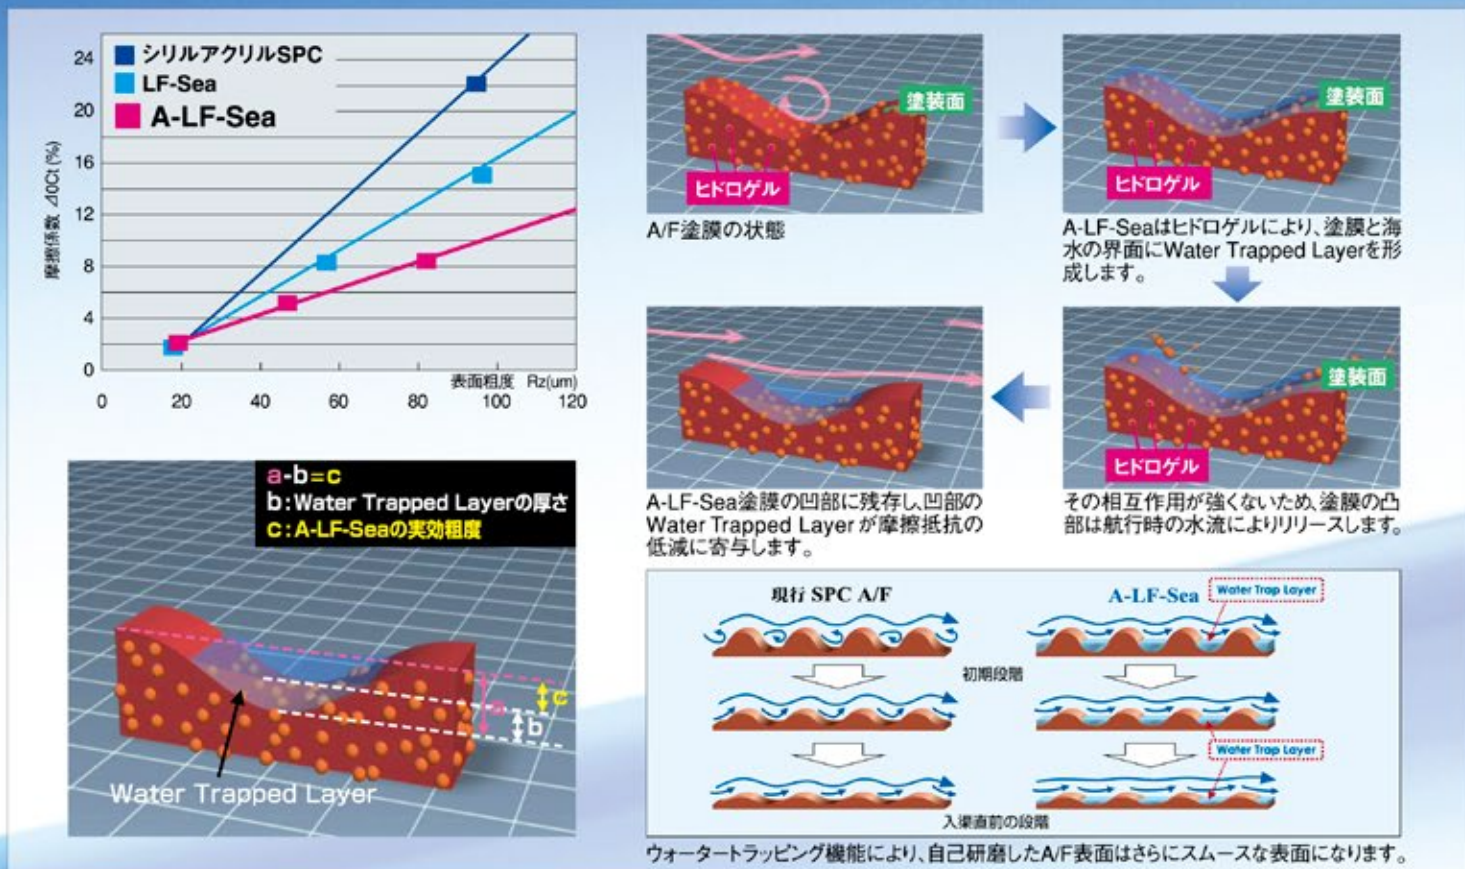 24
20
16
12
8
4
0
摩擦係数 ⊿10Ct (%)
シリルアクリルSPC
LF-Sea
A-LF-Sea
表面粗度 Rz(um)
0 20 40 60 80 100 120
塗装面
ヒドロゲル
A/F塗膜の状態
塗装面
ヒドロゲル
A-LF-Seaはヒドロゲルにより、塗膜と海
水の界面にWater Trapped Layerを形
成します。
塗装面
ヒドロゲル
その相互作用が強くないため、塗膜の凸
部は航行時の水流によりリリースします。
A-LF-Sea塗膜の凹部に残存し、凹部の
Water Trapped Layer が摩擦抵抗の
低減に寄与します。
a-b=c
b:Water Trapped Layerの厚さ
c:A-LF-Seaの実効粗度
a
c
b
Water Trapped Layer
現行 SPC A/F
A-LF-Sea
Water Trap Layer
初期段階
Water Trap Layer
入渠直前の段階
ウォータートラッピング機能により、自己研磨したA/F表面はさらにスムースな表面になります。